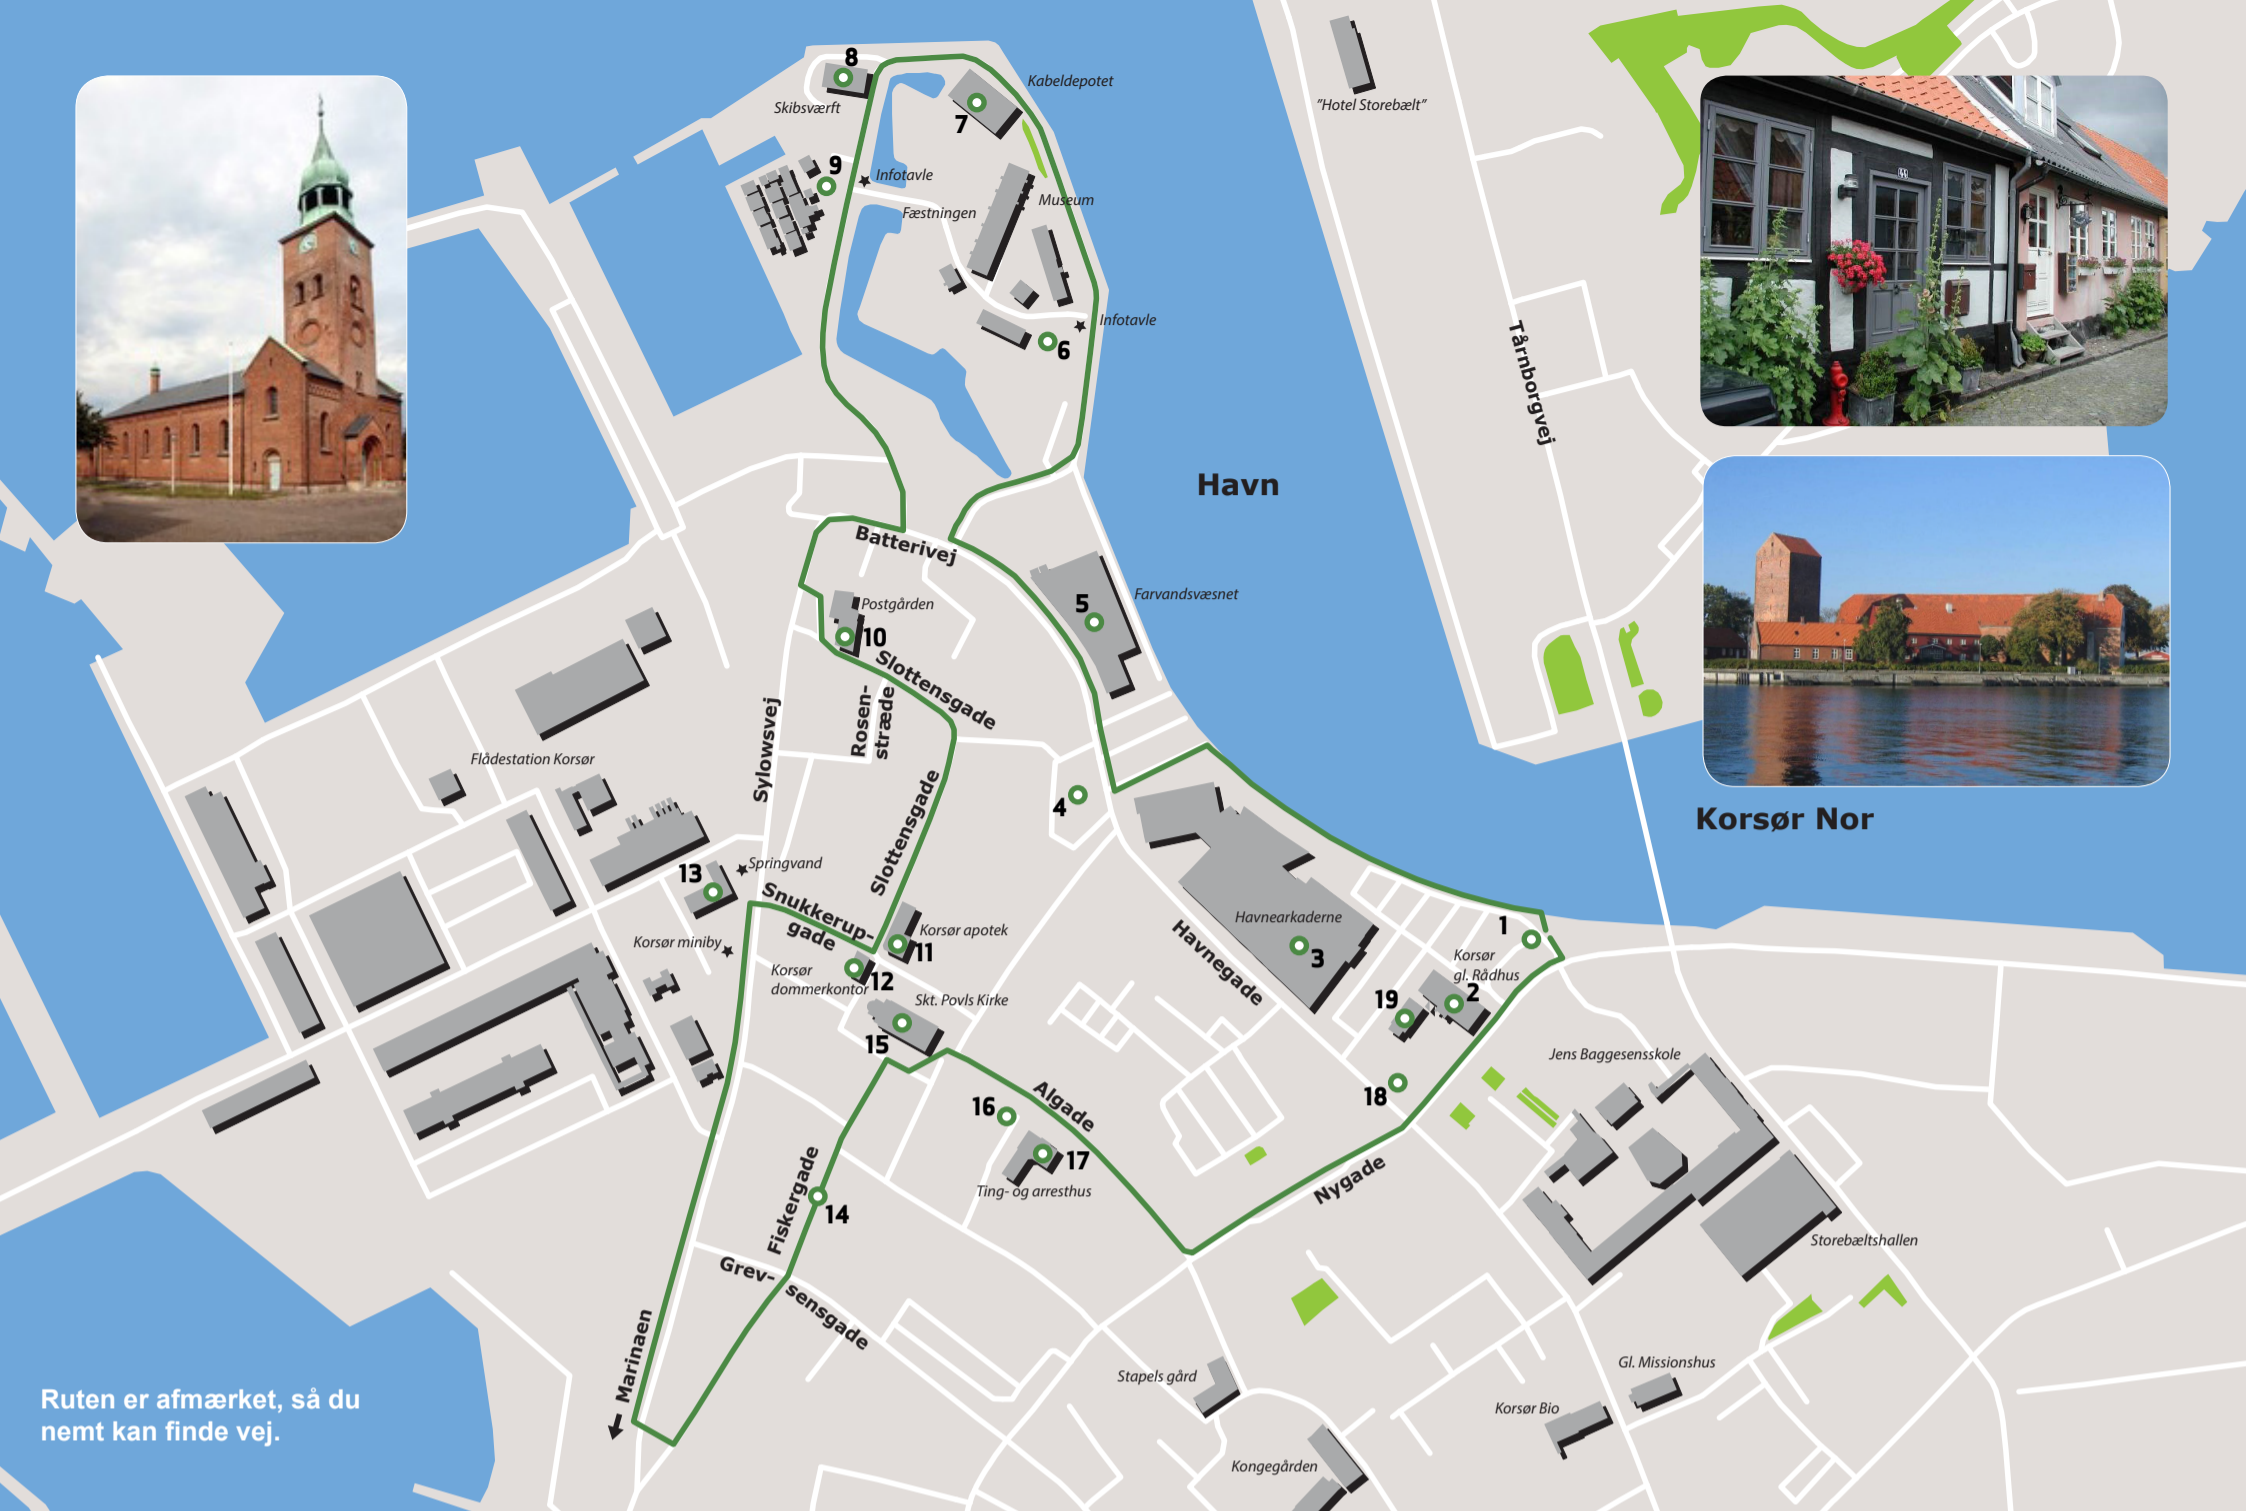 8
Skibsværft
Kabeldepotet
7
"Hotel Storebælt"
9
Infotavle
Fæstningen
Museum
44
Infotavle
6
Tårnborgvej
Havn
Batterivej
5
Farvandsvæsnet
Postgården
10
Slottensgade
Rosen-
stræde
Sylowsvej
Flådestation Korsør
4
Korsør Nor
Slottensgade
Springvand
13
Snukkerup-
gade
Korsør miniby
Korsør apotek
11
Korsør
dommerkontor
12
Skt. Povls Kirke
15
Havnearkaderne
3
Havnegade
1
Korsør
gl. Rådhus
2
19
18
Jens Baggesensskole
Algade
16
17
Ting- og arresthus
Fiskergade
14
Nygade
Storebæltshallen
Grev-
sensgade
Marinaen
Stapels gård
Gl. Missionshus
Korsør Bio
Kongegården
Ruten er afmærket, så du
nemt kan finde vej.